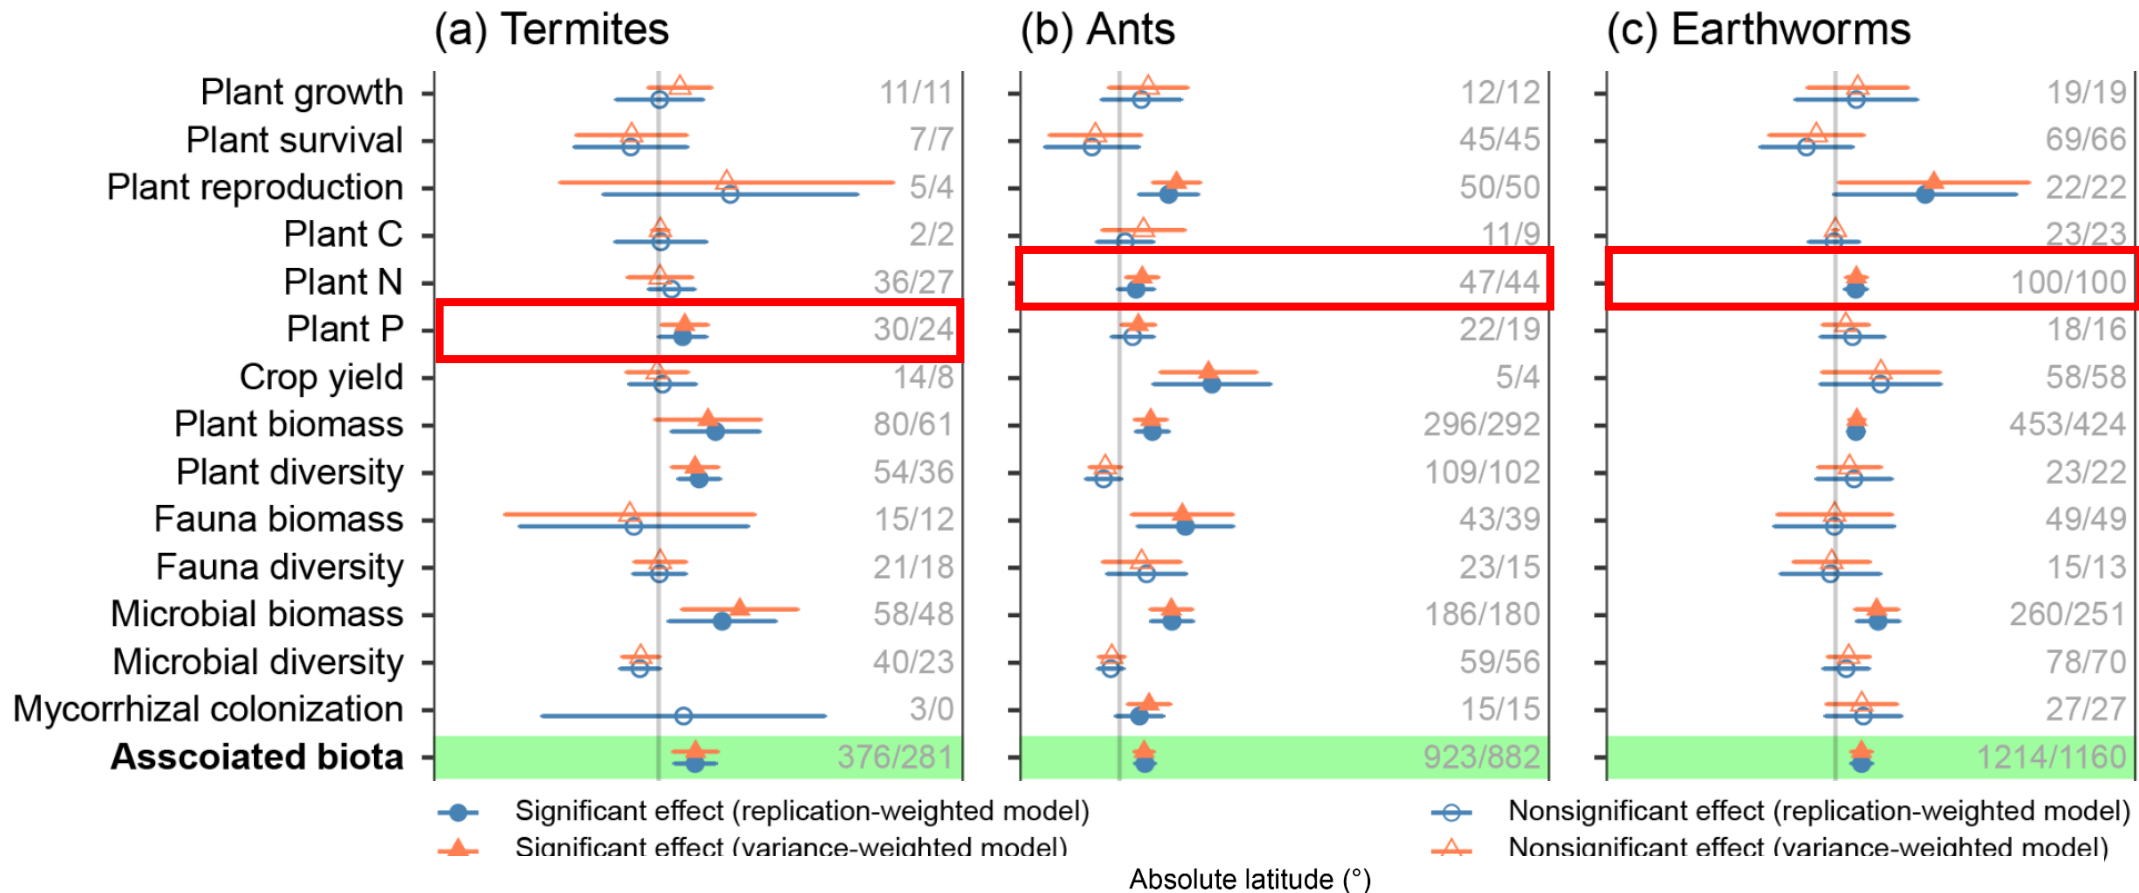 (a) Termites (b) Ants (c) Earthworms
Plant growth 11/11 12/12 19/19
Plant survival 7/7 45/45 69/66
Plant reproduction 5/4 50/50 22/22
Plant C 2/2 11/9 23/23
Plant N 36/27 47/44 100/100
Plant P 30/24 22/19 18/16
Crop yield 14/8 5/4 58/58
Plant biomass 80/61 296/292 453/424
Plant diversity 54/36 109/102 23/22
Fauna biomass 15/12 43/39 49/49
Fauna diversity 21/18 23/15 15/13
Microbial biomass 58/48 186/180 260/251
Microbial diversity 40/23 59/56 78/70
Mycorrhizal colonization 3/0 15/15 27/27
Asscoiated biota 376/281 923/882 1214/1160
Significant effect (replication-weighted model) Nonsignificant effect (replication-weighted model)
Significant effect (variance-weighted model) Nonsignificant effect (variance-weighted model)
Absolute latitude (°)